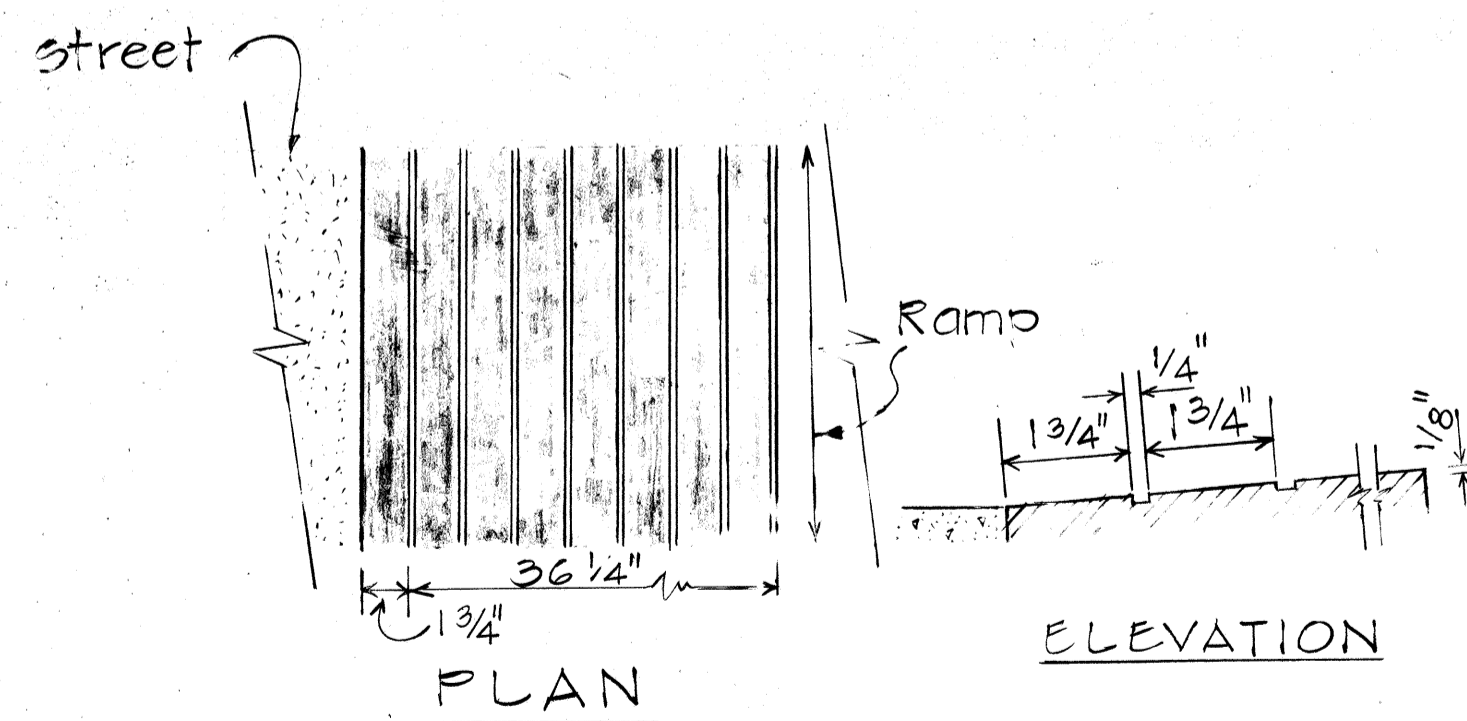 street
Ramp
1/4"
1 3/4"
1 3/4"
1/8"
36 1/4"
1 3/4"
PLAN
ELEVATION